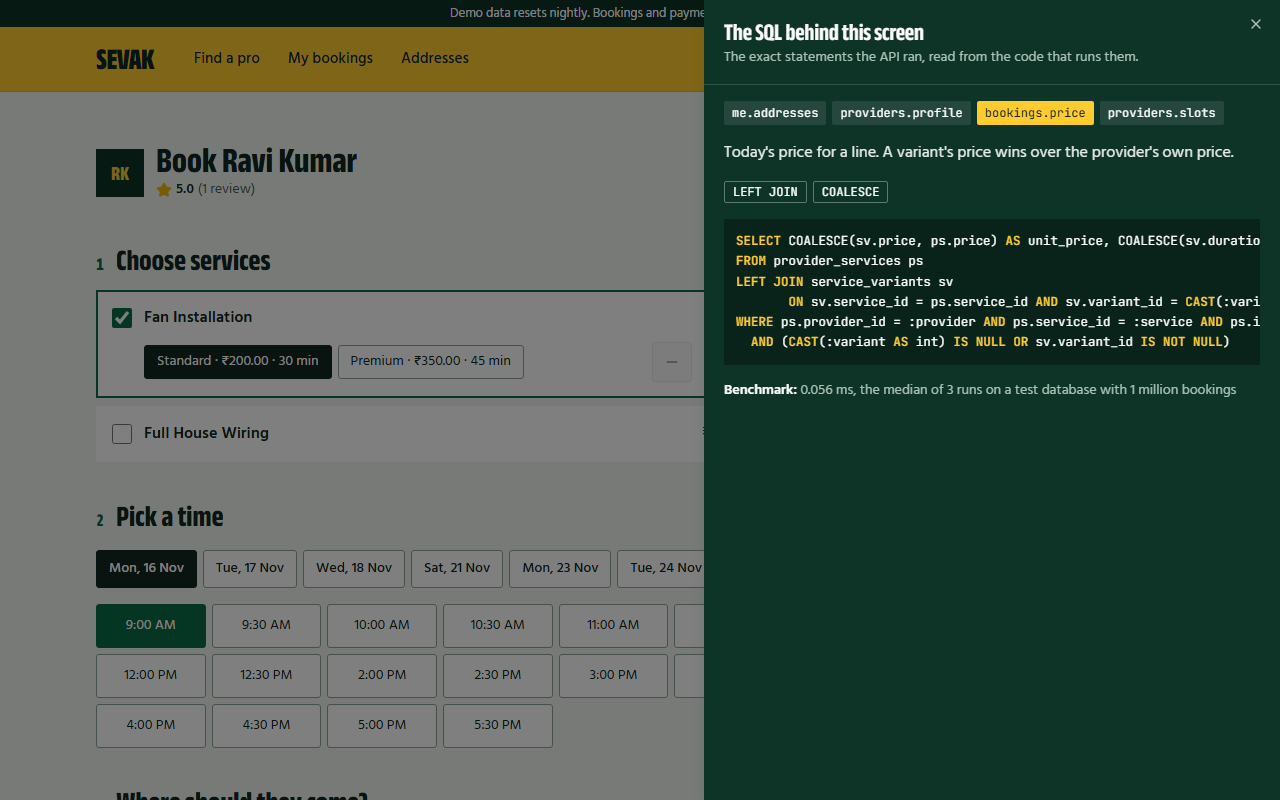 Demo data resets nightly. Bookings and
SEVAK
Find a pro
My bookings
Addresses
RK
Book Ravi Kumar
5.0 (1 review)
1 Choose services
Fan Installation
Standard · ₹200.00 · 30 min
Premium · ₹350.00 · 45 min
−
Full House Wiring
2 Pick a time
Mon, 16 Nov
Tue, 17 Nov
Wed, 18 Nov
Sat, 21 Nov
Mon, 23 Nov
Tue, 24 Nov
9:00 AM
9:30 AM
10:00 AM
10:30 AM
11:00 AM
12:00 PM
12:30 PM
2:00 PM
2:30 PM
3:00 PM
4:00 PM
4:30 PM
5:00 PM
5:30 PM
Where should they come?
The SQL behind this screen
×
The exact statements the API ran, read from the code that runs them.
me.addresses
providers.profile
bookings.price
providers.slots
Today's price for a line. A variant's price wins over the provider's own price.
LEFT JOIN
COALESCE
SELECT COALESCE(sv.price, ps.price) AS unit_price, COALESCE(sv.duratio
FROM provider_services ps
LEFT JOIN service_variants sv
ON sv.service_id = ps.service_id AND sv.variant_id = CAST(:vari
WHERE ps.provider_id = :provider AND ps.service_id = :service AND ps.i
AND (CAST(:variant AS int) IS NULL OR sv.variant_id IS NOT NULL)
Benchmark: 0.056 ms, the median of 3 runs on a test database with 1 million bookings